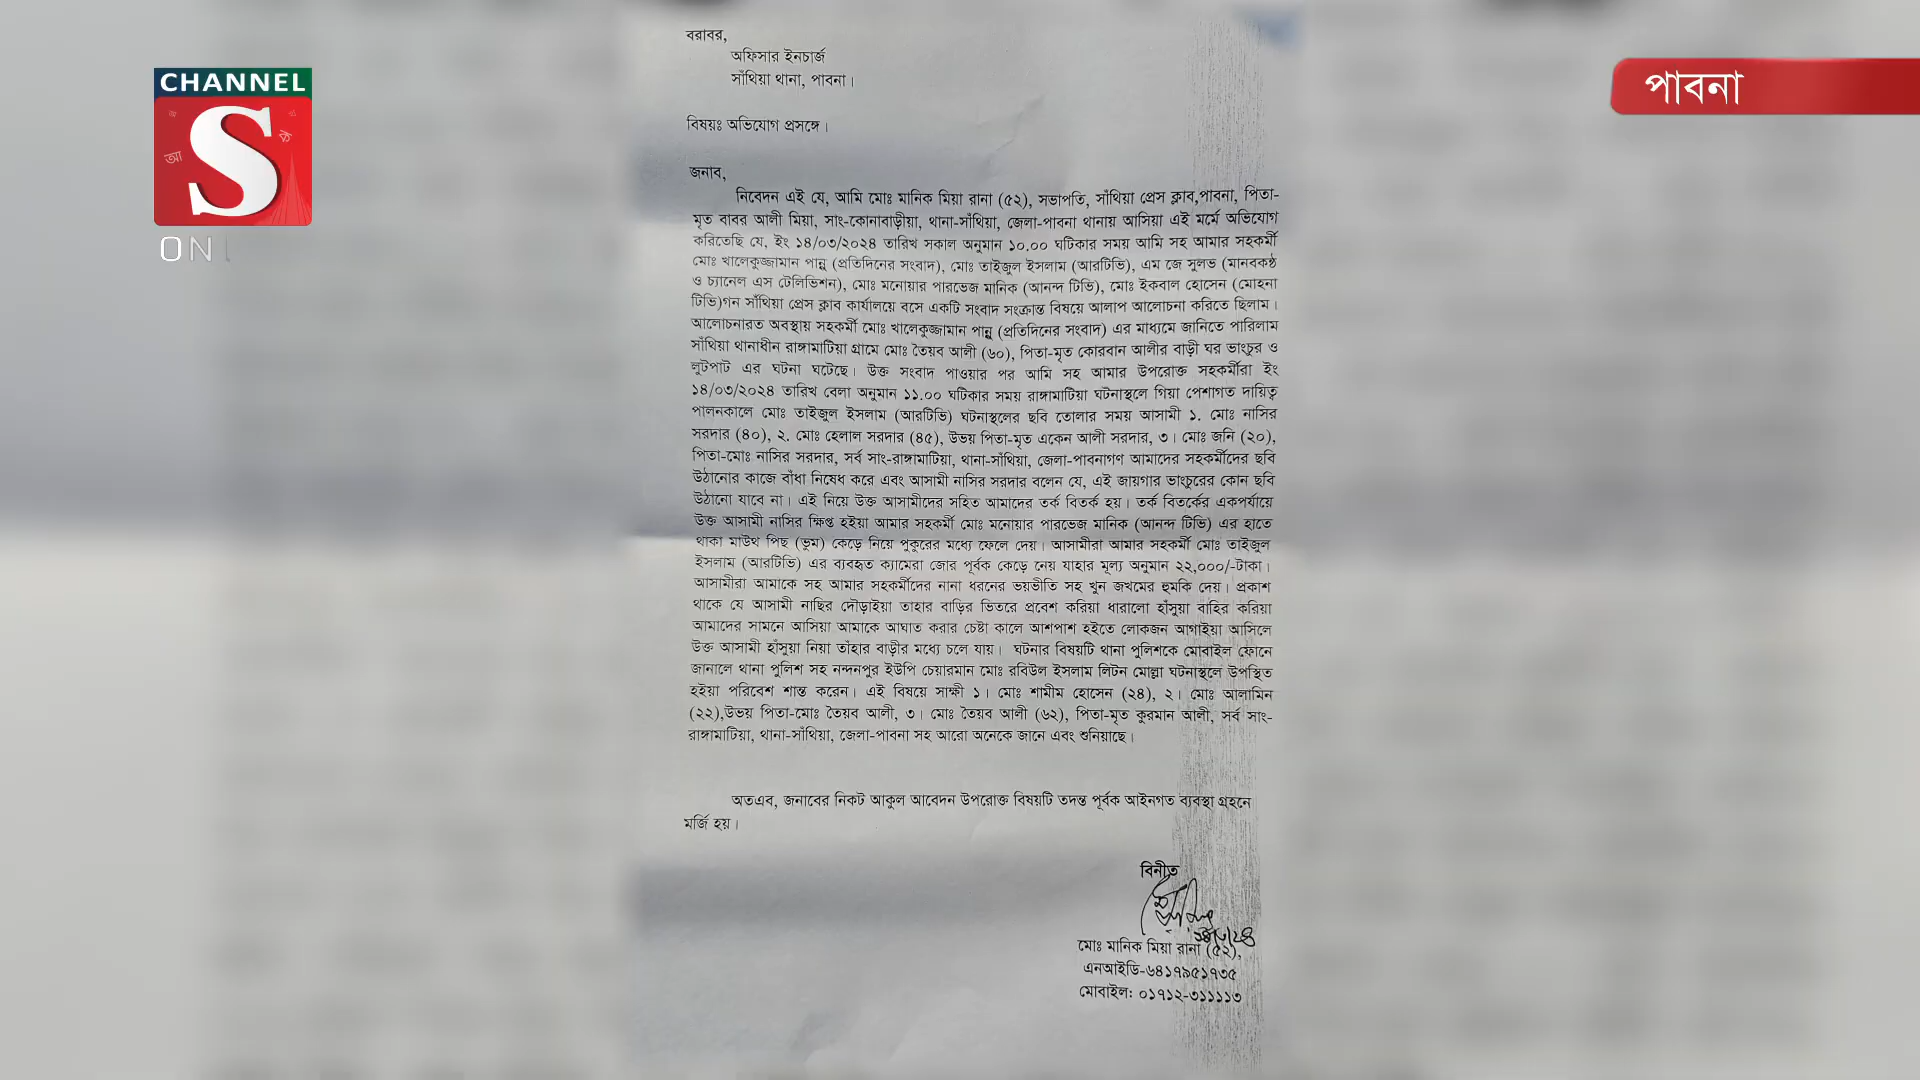 CHANNEL
S
আ
ক
ON
পাবনা
বরাবর,
অফিসার ইনচার্জ
সাঁথিয়া থানা, পাবনা।
বিষয়ঃ অভিযোগ প্রসঙ্গে।
জনাব,
নিবেদন এই যে, আমি মোঃ মানিক মিয়া রানা (৫২), সভাপতি, সাঁথিয়া প্রেস ক্লাব,পাবনা, পিতা-
মৃত বাবর আলী মিয়া, সাং-কোনাবাড়ীয়া, থানা-সাঁথিয়া, জেলা-পাবনা থানায় আসিয়া এই মর্মে অভিযোগ
করিতেছি যে, ইং ১৪/০৩/২০২৪ তারিখ সকাল অনুমান ১০.০০ ঘটিকার সময় আমি সহ আমার সহকর্মী
মোঃ খালেকুজ্জামান পান্নু (প্রতিদিনের সংবাদ), মোঃ তাইজুল ইসলাম (আরটিভি), এম জে সুলভ (মানবকন্ঠ
ও চ্যানেল এস টেলিভিশন), মোঃ মনোয়ার পারভেজ মানিক (আনন্দ টিভি), মোঃ ইকবাল হোসেন (মোহনা
টিভি)গন সাঁথিয়া প্রেস ক্লাব কার্যালয়ে বসে একটি সংবাদ সংক্রান্ত বিষয়ে আলাপ আলোচনা করিতে ছিলাম।
আলোচনারত অবস্থায় সহকর্মী মোঃ খালেকুজ্জামান পান্নু (প্রতিদিনের সংবাদ) এর মাধ্যমে জানিতে পারিলাম
সাঁথিয়া থানাধীন রাঙ্গামাটিয়া গ্রামে মোঃ তৈয়ব আলী (৬০), পিতা-মৃত কোরবান আলীর বাড়ী ঘর ভাংচুর ও
লুটপাট এর ঘটনা ঘটেছে। উক্ত সংবাদ পাওয়ার পর আমি সহ আমার উপরোক্ত সহকর্মীরা ইং
১৪/০৩/২০২৪ তারিখ বেলা অনুমান ১১.০০ ঘটিকার সময় রাঙ্গামাটিয়া ঘটনাস্থলে গিয়া পেশাগত দায়িত্ব
পালনকালে মোঃ তাইজুল ইসলাম (আরটিভি) ঘটনাস্থলের ছবি তোলার সময় আসামী ১. মোঃ নাসির
সরদার (৪০), ২. মোঃ হেলাল সরদার (৪৫), উভয় পিতা-মৃত একেন আলী সরদার, ৩। মোঃ জনি (২০),
পিতা-মোঃ নাসির সরদার, সর্ব সাং-রাঙ্গামাটিয়া, থানা-সাঁথিয়া, জেলা-পাবনাগণ আমাদের সহকর্মীদের ছবি
উঠানোর কাজে বাঁধা নিষেধ করে এবং আসামী নাসির সরদার বলেন যে, এই জায়গার ভাংচুরের কোন ছবি
উঠানো যাবে না। এই নিয়ে উক্ত আসামীদের সহিত আমাদের তর্ক বিতর্ক হয়। তর্ক বিতর্কের একপর্যায়ে
উক্ত আসামী নাসির ক্ষিপ্ত হইয়া আমার সহকর্মী মোঃ মনোয়ার পারভেজ মানিক (আনন্দ টিভি) এর হাতে
থাকা মাউথ পিছ (ভুম) কেড়ে নিয়ে পুকুরের মধ্যে ফেলে দেয়। আসামীরা আমার সহকর্মী মোঃ তাইজুল
ইসলাম (আরটিভি) এর ব্যবহৃত ক্যামেরা জোর পূর্বক কেড়ে নেয় যাহার মূল্য অনুমান ২২,০০০/-টাকা।
আসামীরা আমাকে সহ আমার সহকর্মীদের নানা ধরনের ভয়ভীতি সহ খুন জখমের হুমকি দেয়। প্রকাশ
থাকে যে আসামী নাছির দৌড়াইয়া তাহার বাড়ির ভিতরে প্রবেশ করিয়া ধারালো হাঁসুয়া বাহির করিয়া
আমাদের সামনে আসিয়া আমাকে আঘাত করার চেষ্টা কালে আশপাশ হইতে লোকজন আগাইয়া আসিলে
উক্ত আসামী হাঁসুয়া নিয়া তাঁহার বাড়ীর মধ্যে চলে যায়। ঘটনার বিষয়টি থানা পুলিশকে মোবাইল ফোনে
জানালে থানা পুলিশ সহ নন্দনপুর ইউপি চেয়ারমান মোঃ রবিউল ইসলাম লিটন মোল্লা ঘটনাস্থলে উপস্থিত
হইয়া পরিবেশ শান্ত করেন। এই বিষয়ে সাক্ষী ১। মোঃ শামীম হোসেন (২৪), ২। মোঃ আলামিন
(২২),উভয় পিতা-মোঃ তৈয়ব আলী, ৩। মোঃ তৈয়ব আলী (৬২), পিতা-মৃত কুরমান আলী, সর্ব সাং-
রাঙ্গামাটিয়া, থানা-সাঁথিয়া, জেলা-পাবনা সহ আরো অনেকে জানে এবং শুনিয়াছে।
অতএব, জনাবের নিকট আকুল আবেদন উপরোক্ত বিষয়টি তদন্ত পূর্বক আইনগত ব্যবস্থা গ্রহনে
মর্জি হয়।
বিনীত
মোঃ মানিক মিয়া রানা (৫২),
এনআইডি-৬৪১৭৯৫১৭৩৫
মোবাইল: ০১৭১২-৩১১১১৩